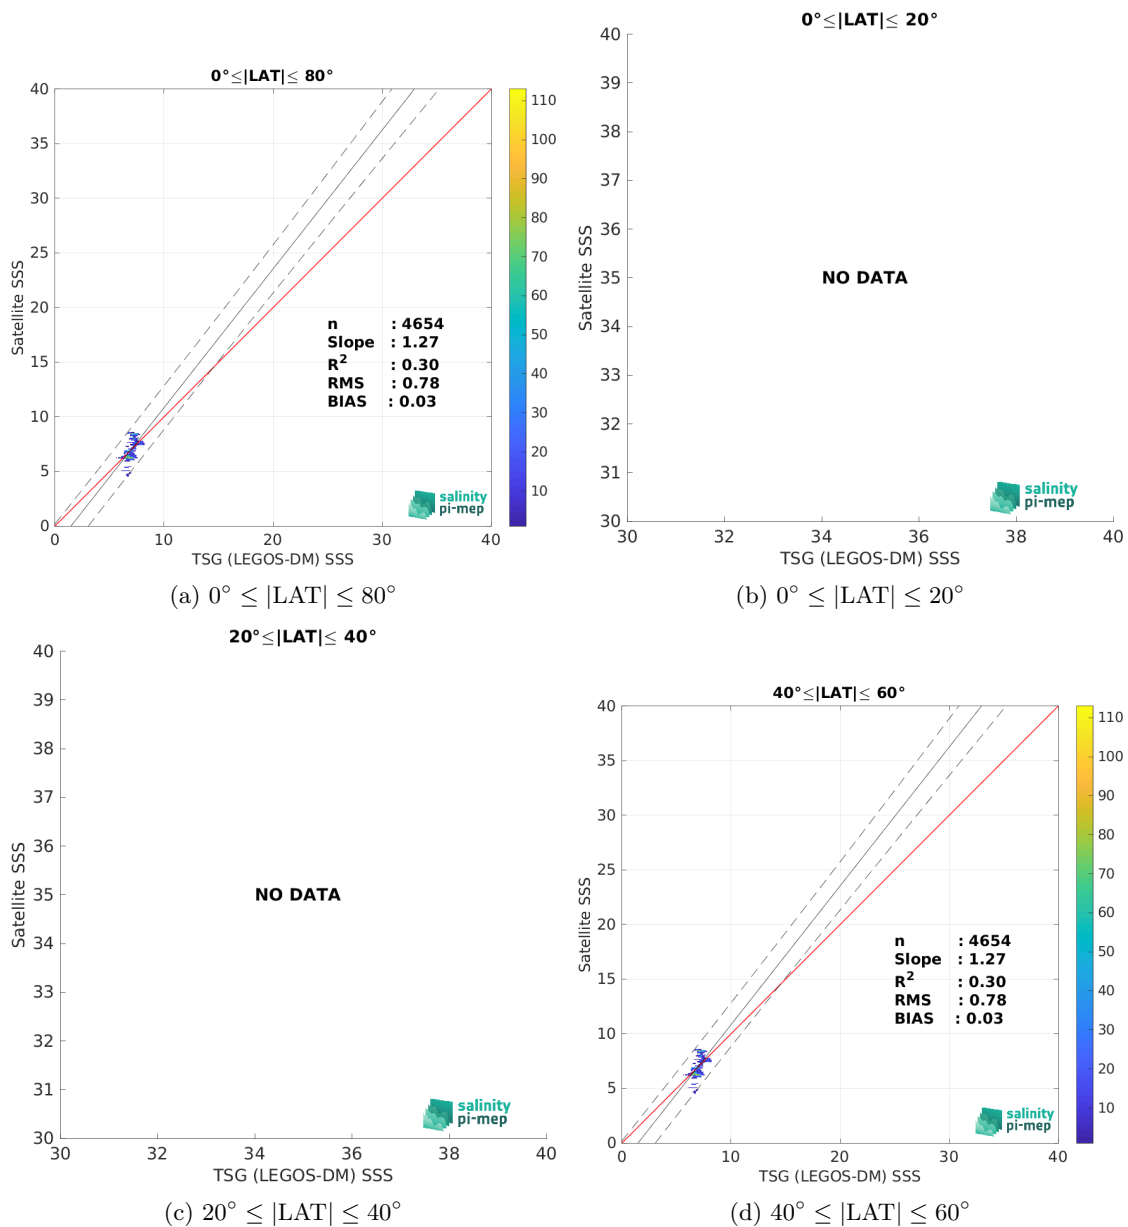 0°≤|LAT|≤ 80°
40
35
30
25
20
15
10
5
0
0
10
20
30
40
Satellite SSS
TSG (LEGOS-DM) SSS
n : 4654
Slope : 1.27
R² : 0.30
RMS : 0.78
BIAS : 0.03
salinity
pi-mep
110
100
90
80
70
60
50
40
30
20
10
(a) 0° ≤ |LAT| ≤ 80°
0°≤|LAT|≤ 20°
40
39
38
37
36
35
34
33
32
31
30
30
32
34
36
38
40
Satellite SSS
TSG (LEGOS-DM) SSS
NO DATA
salinity
pi-mep
(b) 0° ≤ |LAT| ≤ 20°
20°≤|LAT|≤ 40°
40
39
38
37
36
35
34
33
32
31
30
30
32
34
36
38
40
Satellite SSS
TSG (LEGOS-DM) SSS
NO DATA
salinity
pi-mep
(c) 20° ≤ |LAT| ≤ 40°
40°≤|LAT|≤ 60°
40
35
30
25
20
15
10
5
0
0
10
20
30
40
Satellite SSS
TSG (LEGOS-DM) SSS
n : 4654
Slope : 1.27
R² : 0.30
RMS : 0.78
BIAS : 0.03
salinity
pi-mep
110
100
90
80
70
60
50
40
30
20
10
(d) 40° ≤ |LAT| ≤ 60°